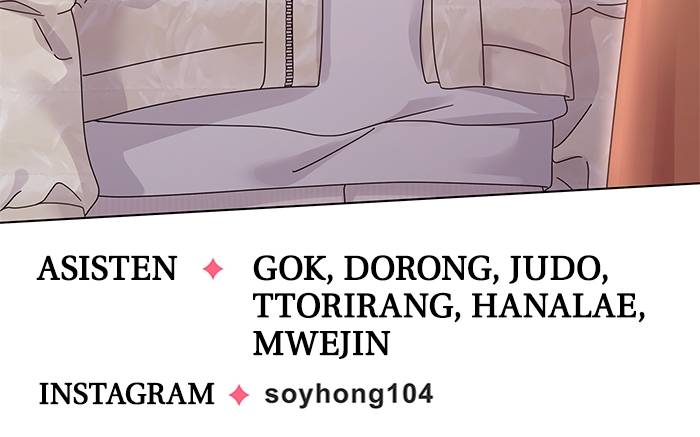 ASISTEN ✦ GOK, DORONG, JUDO,
TTORIRANG, HANALAE,
MWEJIN
INSTAGRAM ✦ soyhong104